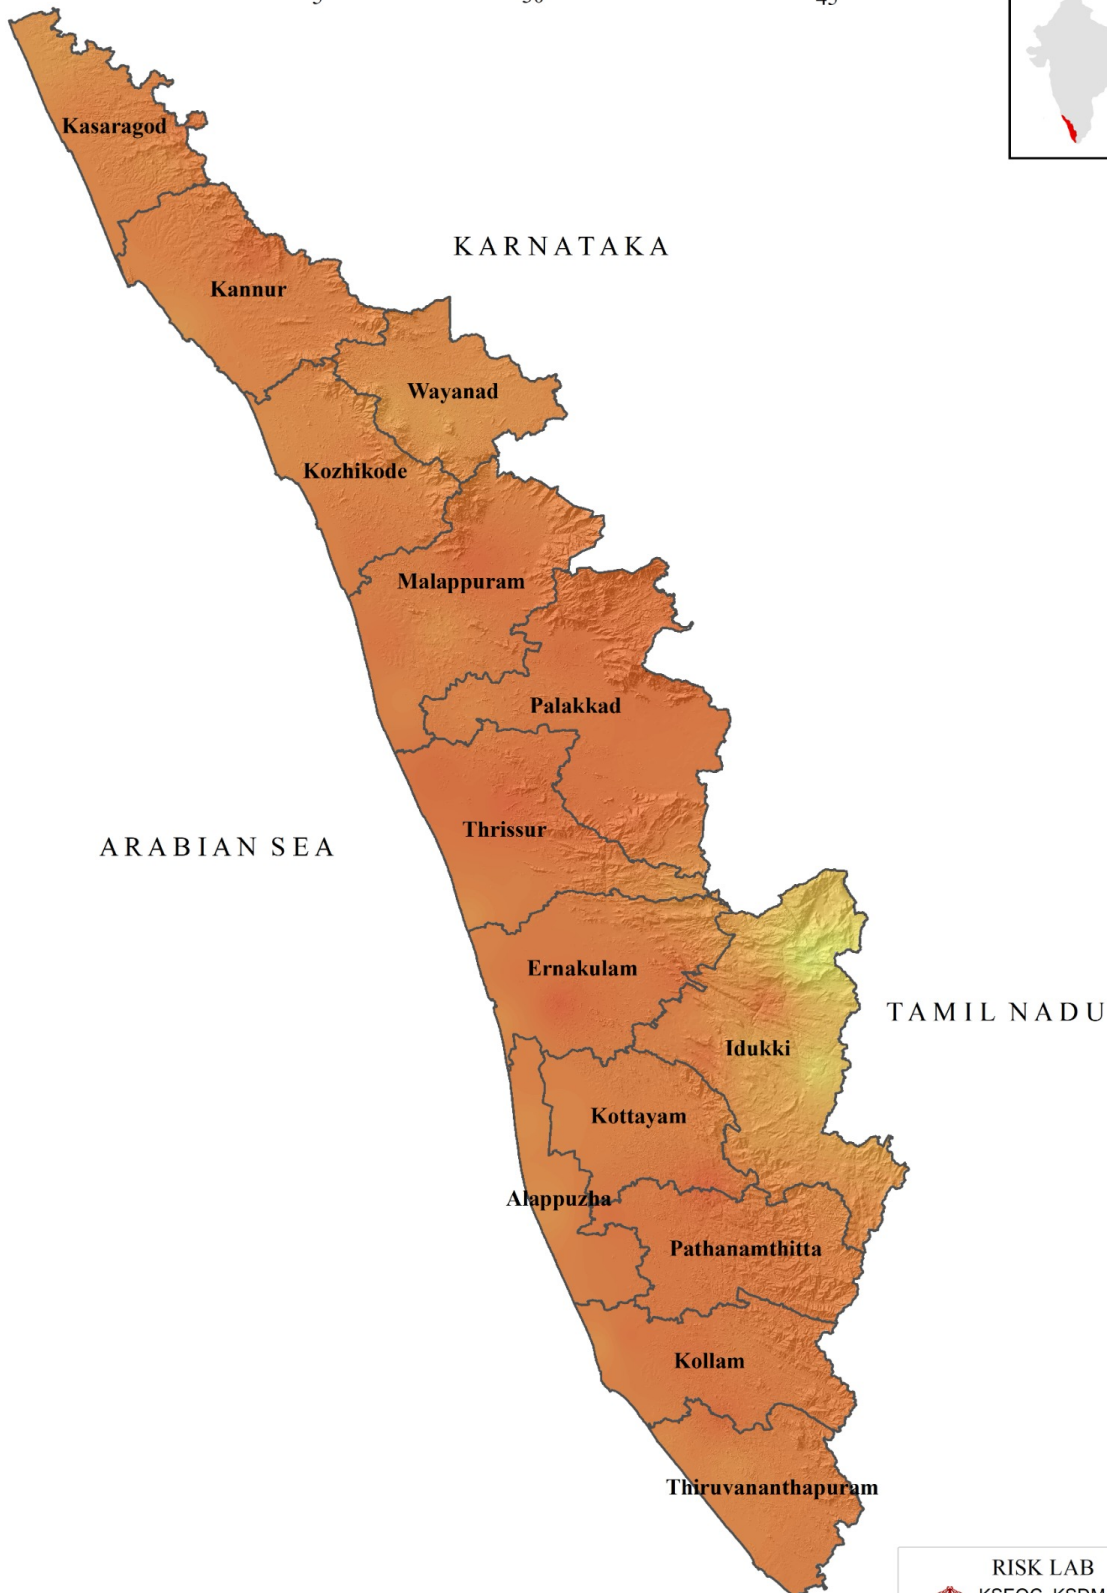 Kasaragod
KARNATAKA
Kannur
Wayanad
Kozhikode
Malappuram
Palakkad
Thrissur
ARABIAN SEA
Ernakulam
TAMIL NADU
Idukki
Kottayam
Alappuzha
Pathanamthitta
Kollam
Thiruvananthapuram
RISK LAB